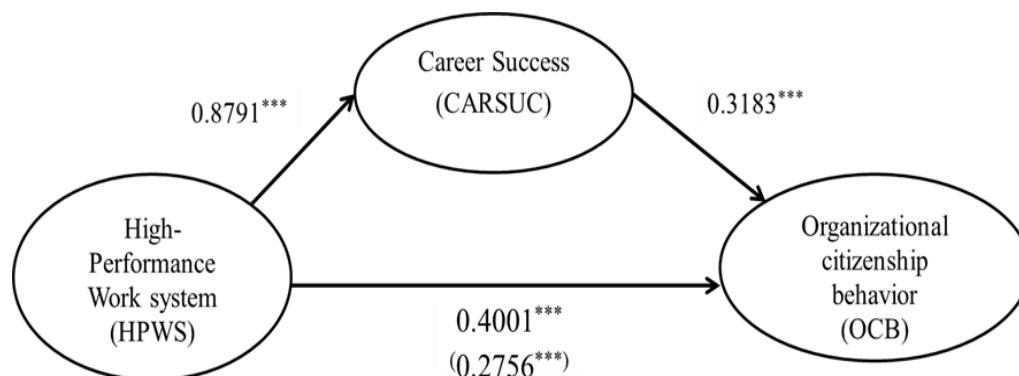 Career Success
(CARSUC)
0.8791***
0.3183***
High-
Performance
Work system
(HPWS)
Organizational
citizenship
behavior
(OCB)
0.4001***
(0.2756***)